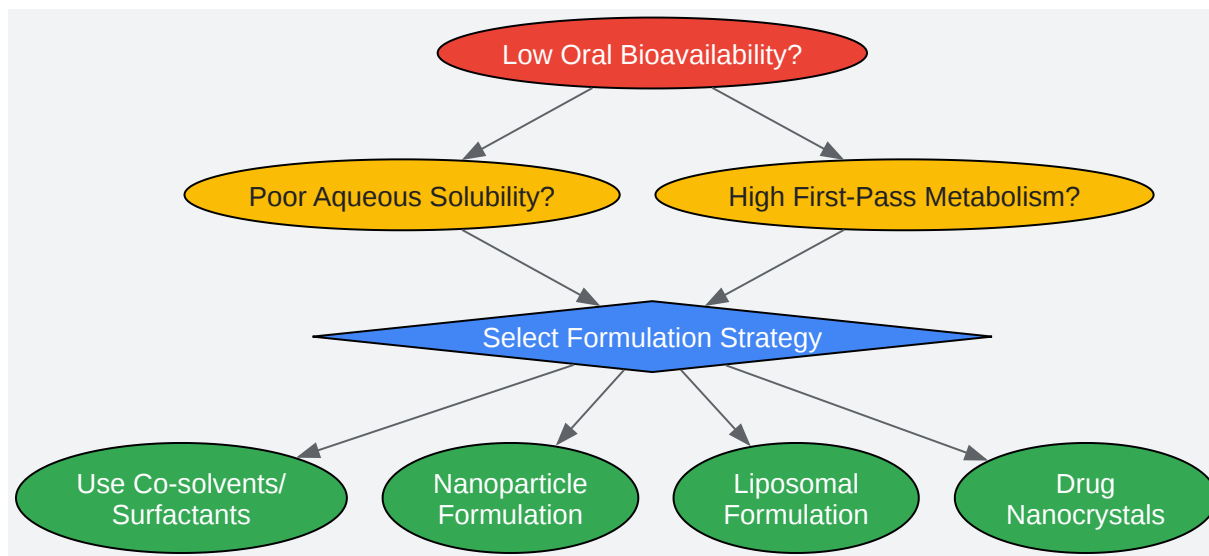 Low Oral Bioavailability?
Poor Aqueous Solubility?
High First-Pass Metabolism?
Select Formulation Strategy
Use Co-solvents/
Surfactants
Nanoparticle
Formulation
Liposomal
Formulation
Drug
Nanocrystals